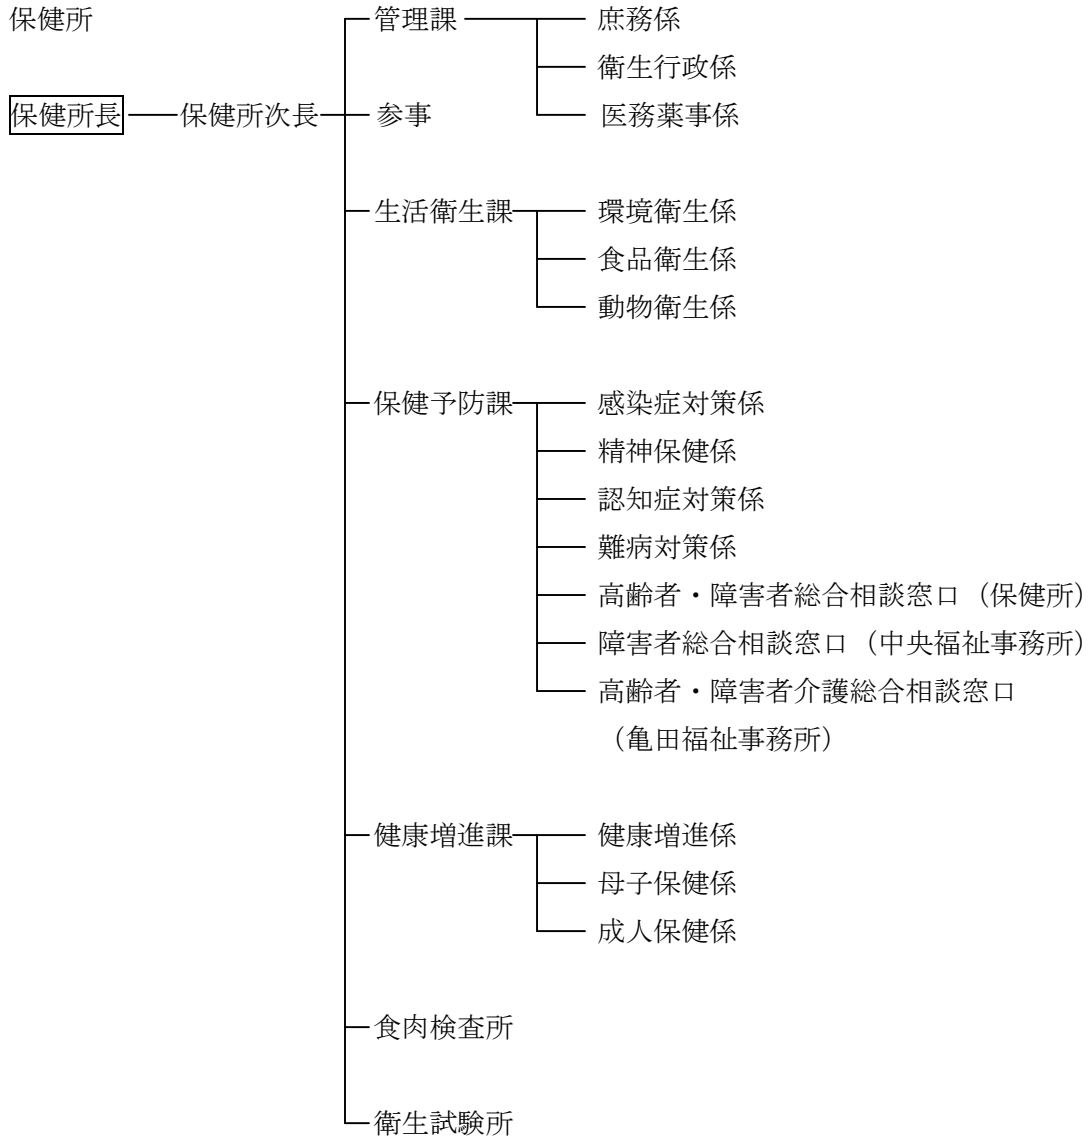 保健所
管理課 庶務係
衛生行政係
保健所長 保健所次長 参事 医務薬事係
生活衛生課 環境衛生係
食品衛生係
動物衛生係
保健予防課 感染症対策係
精神保健係
認知症対策係
難病対策係
高齢者・障害者総合相談窓口（保健所）
障害者総合相談窓口（中央福祉事務所）
高齢者・障害者介護総合相談窓口
（亀田福祉事務所）
健康増進課 健康増進係
母子保健係
成人保健係
食肉検査所
衛生試験所